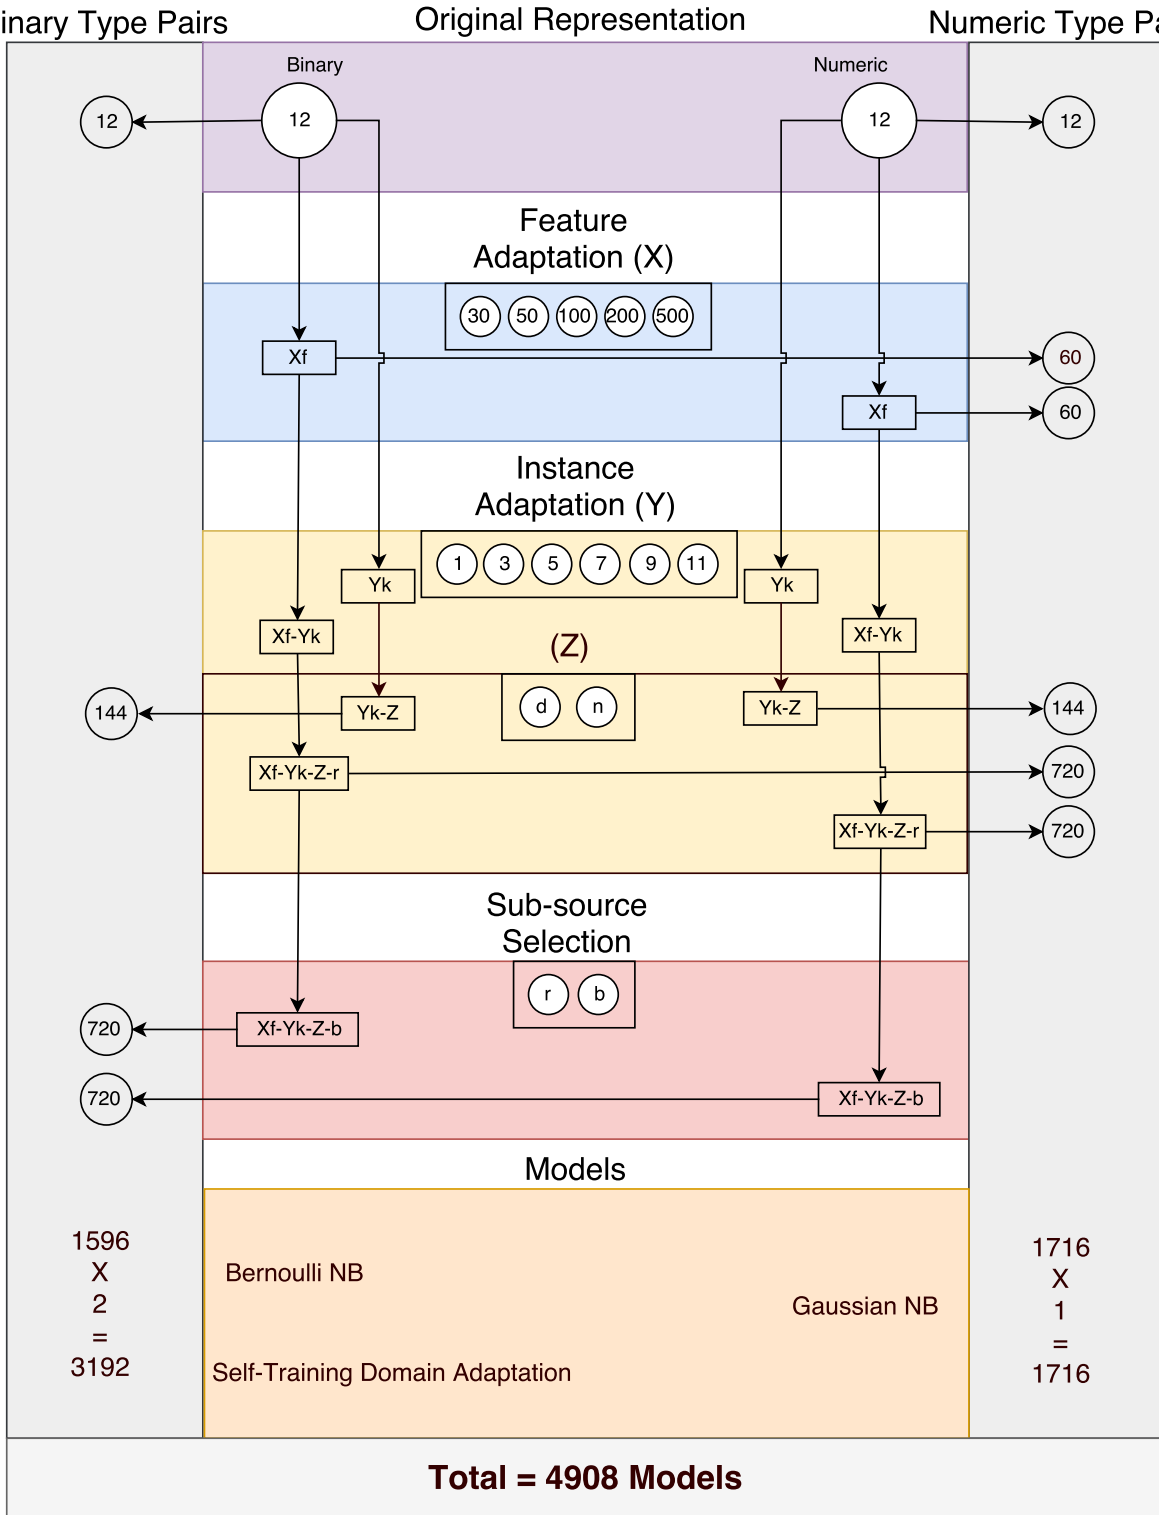 inary Type Pairs
Original Representation
Numeric Type Pa
Binary
Numeric
12
12
12
12
Feature
Adaptation (X)
30
50
100
200
500
Xf
60
Xf
60
Instance
Adaptation (Y)
1
3
5
7
9
11
Yk
Yk
Xf-Yk
Xf-Yk
(Z)
144
Yk-Z
d
n
Yk-Z
144
Xf-Yk-Z-r
720
Xf-Yk-Z-r
720
Sub-source
Selection
r
b
720
Xf-Yk-Z-b
720
Xf-Yk-Z-b
Models
1596
X
2
=
3192
Bernoulli NB
Gaussian NB
Self-Training Domain Adaptation
1716
X
1
=
1716
Total = 4908 Models